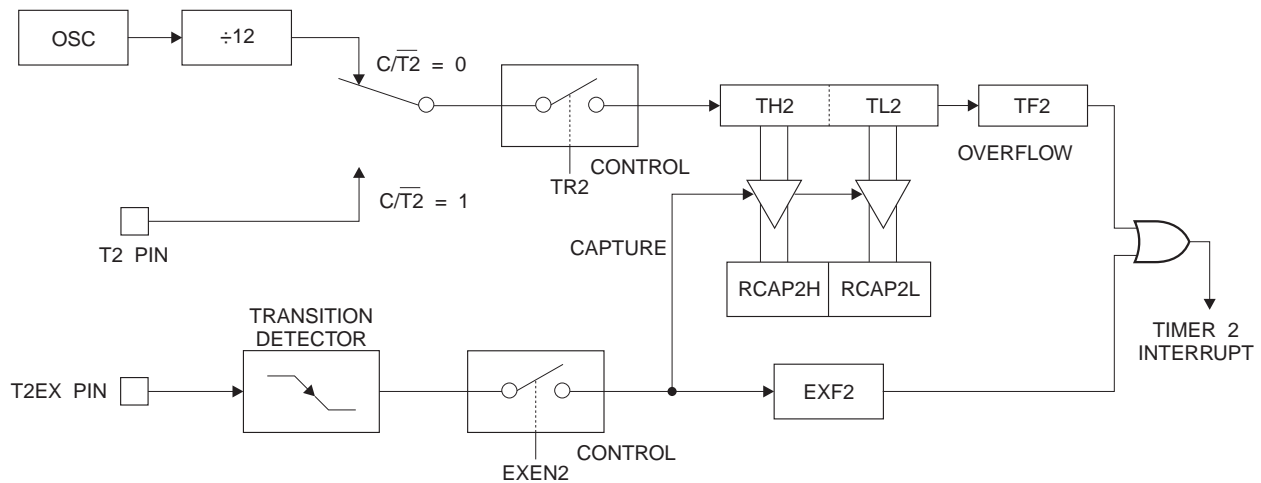 OSC
÷12
C/T2̅ = 0
TH2
TL2
TF2
OVERFLOW
CONTROL
TR2
C/T2̅ = 1
T2 PIN
CAPTURE
RCAP2H
RCAP2L
TRANSITION
DETECTOR
TIMER 2
INTERRUPT
T2EX PIN
EXF2
CONTROL
EXEN2